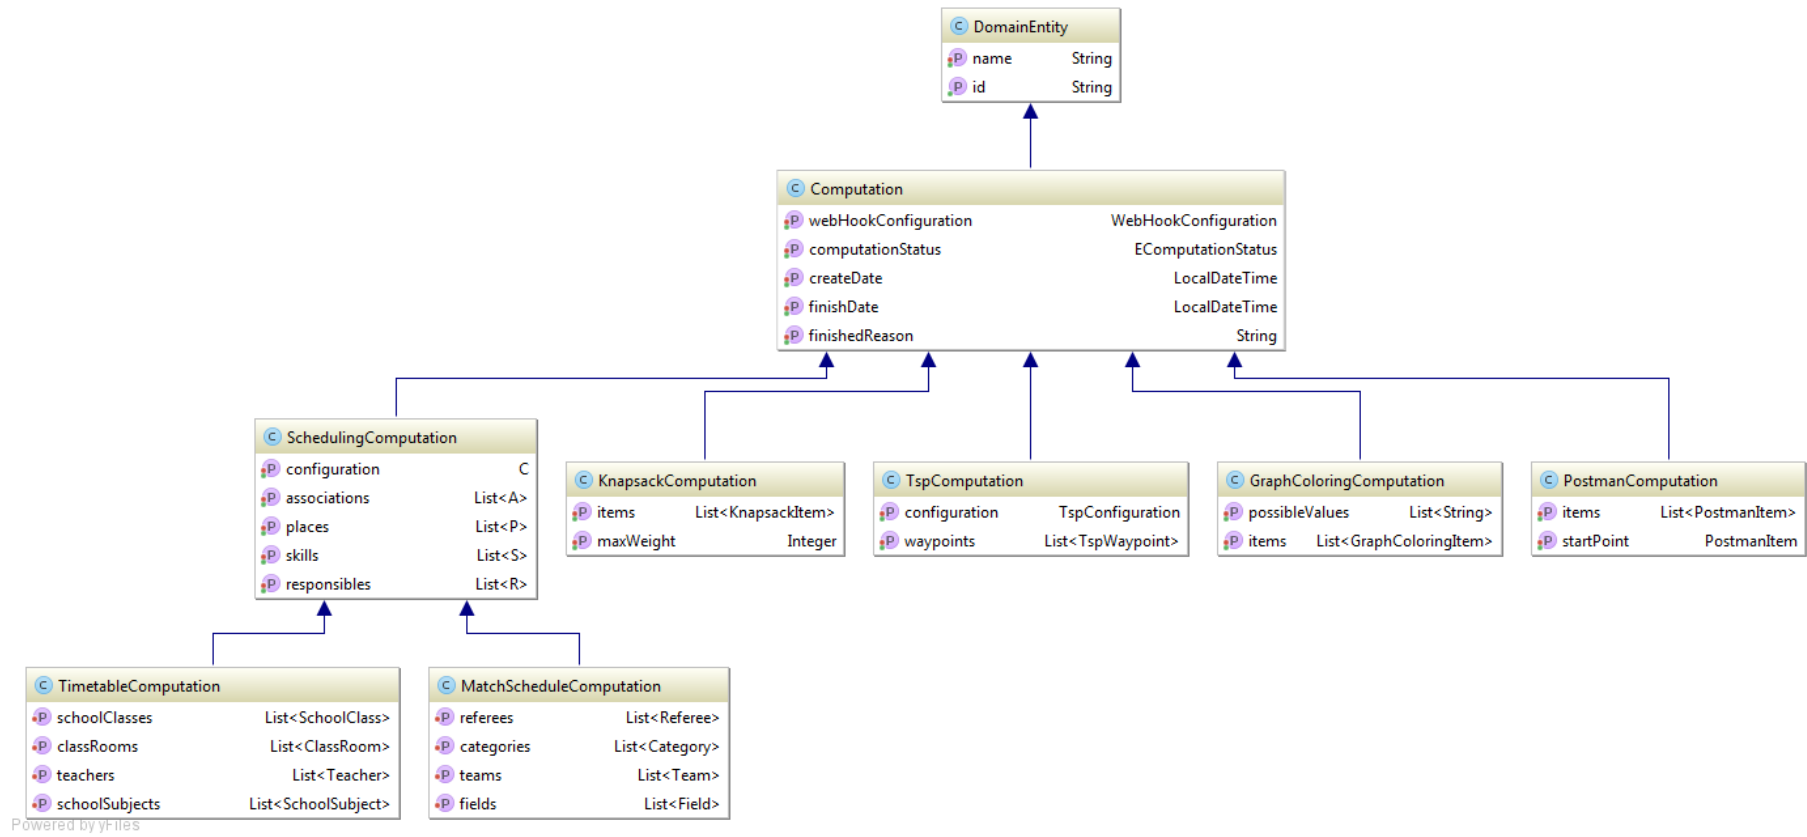 C DomainEntity
P name String
P id String
C Computation
P webHookConfiguration WebHookConfiguration
P computationStatus EComputationStatus
P createDate LocalDateTime
P finishDate LocalDateTime
P finishedReason String
C SchedulingComputation
P configuration C
P associations List<A>
P places List<P>
P skills List<S>
P responsibles List<R>
C KnapsackComputation
P items List<KnapsackItem>
P maxWeight Integer
C TspComputation
P configuration TspConfiguration
P waypoints List<TspWaypoint>
C GraphColoringComputation
P possibleValues List<String>
P items List<GraphColoringItem>
C PostmanComputation
P items List<PostmanItem>
P startPoint PostmanItem
C TimetableComputation
P schoolClasses List<SchoolClass>
P classRooms List<ClassRoom>
P teachers List<Teacher>
P schoolSubjects List<SchoolSubject>
C MatchScheduleComputation
P referees List<Referee>
P categories List<Category>
P teams List<Team>
P fields List<Field>
Powered by yFiles